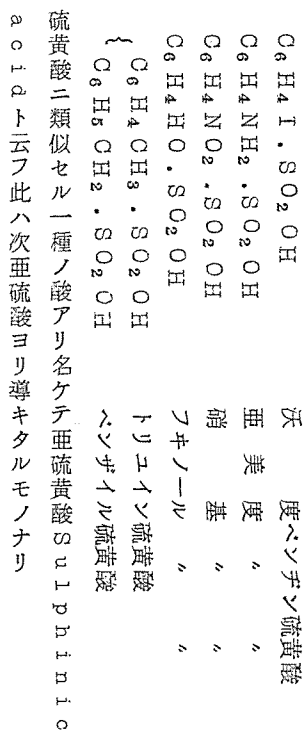 C6H4I.SO2OH 沃度ベンヂン硫黄酸
C6H4NH2.SO2OH 亜美度 〃 〃
C6H4NO2.SO2OH 硝基 〃 〃
C6H4HO.SO2OH フヰノール 〃 〃
{ C6H4CH3.SO2OH トリユイン硫黄酸
C6H5CH2.SO2OH ベンザイル硫黄酸
硫黄酸ニ類似セル一種ノ酸アリ名ケテ亜硫黄酸Sulphinic
acidト云フ此ハ次亜硫酸ヨリ導キタルモノナリ